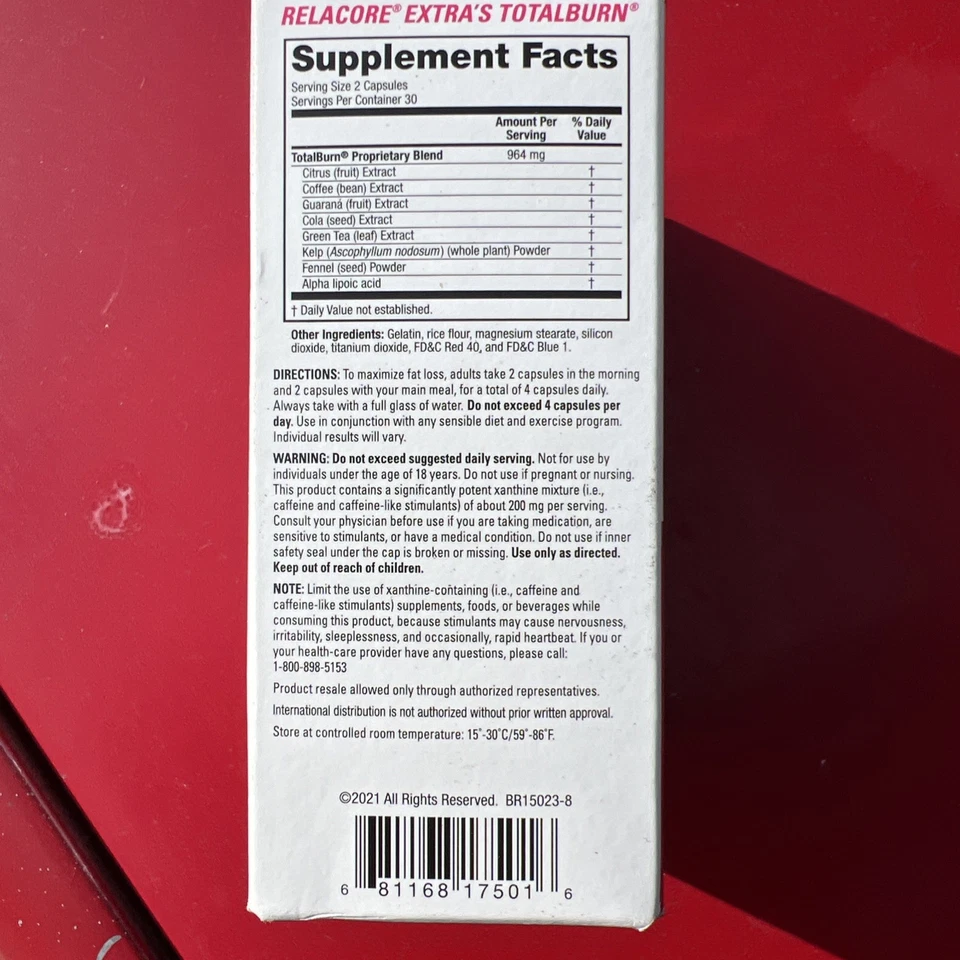 RELACORE® EXTRA'S TOTALBURN®
Supplement Facts
Serving Size 2 Capsules
Servings Per Container 30
Amount Per Serving % Daily Value
TotalBurn® Proprietary Blend 964 mg
Citrus (fruit) Extract †
Coffee (bean) Extract †
Guaraná (fruit) Extract †
Cola (seed) Extract †
Green Tea (leaf) Extract †
Kelp (Ascophyllum nodosum) (whole plant) Powder †
Fennel (seed) Powder †
Alpha lipoic acid †
† Daily Value not established.
Other Ingredients: Gelatin, rice flour, magnesium stearate, silicon
dioxide, titanium dioxide, FD&C Red 40, and FD&C Blue 1.
DIRECTIONS: To maximize fat loss, adults take 2 capsules in the morning
and 2 capsules with your main meal, for a total of 4 capsules daily.
Always take with a full glass of water. Do not exceed 4 capsules per
day. Use in conjunction with any sensible diet and exercise program.
Individual results will vary.
WARNING: Do not exceed suggested daily serving. Not for use by
individuals under the age of 18 years. Do not use if pregnant or nursing.
This product contains a significantly potent xanthine mixture (i.e.,
caffeine and caffeine-like stimulants) of about 200 mg per serving.
Consult your physician before use if you are taking medication, are
sensitive to stimulants, or have a medical condition. Do not use if inner
safety seal under the cap is broken or missing. Use only as directed.
Keep out of reach of children.
NOTE: Limit the use of xanthine-containing (i.e., caffeine and
caffeine-like stimulants) supplements, foods, or beverages while
consuming this product, because stimulants may cause nervousness,
irritability, sleeplessness, and occasionally, rapid heartbeat. If you or
your health-care provider have any questions, please call:
1-800-898-5153
Product resale allowed only through authorized representatives.
International distribution is not authorized without prior written approval.
Store at controlled room temperature: 15°-30°C/59°-86°F.
©2021 All Rights Reserved. BR15023-8
6 81168 17501 6